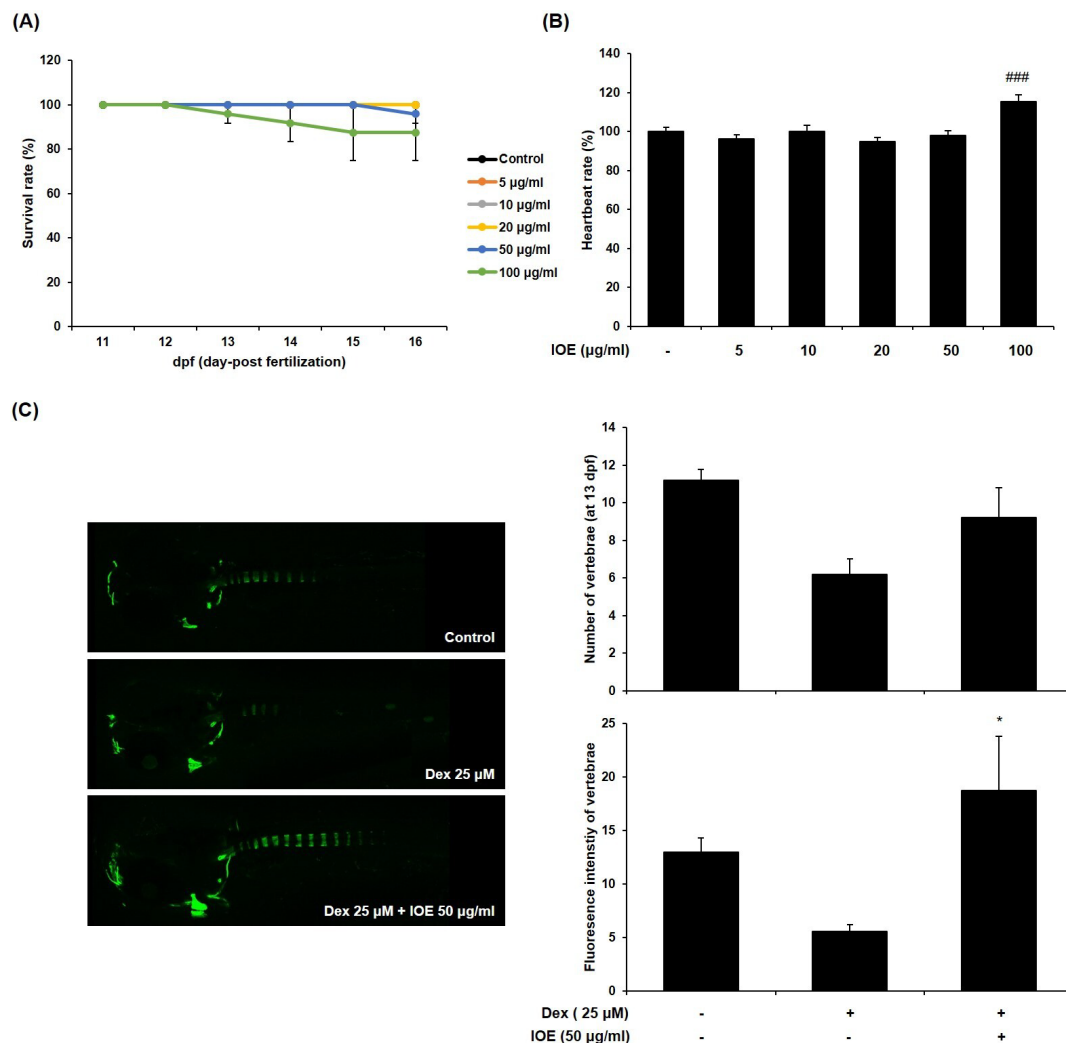 (A)
120
100
80
60
40
20
0
Survival rate (%)
11 12 13 14 15 16
dpf (day-post fertilization)
Control
5 µg/ml
10 µg/ml
20 µg/ml
50 µg/ml
100 µg/ml
(B)
140
120
100
80
60
40
20
0
Heartbeat rate (%)
###
IOE (µg/ml) - 5 10 20 50 100
(C)
Control
Dex 25 µM
Dex 25 µM + IOE 50 µg/ml
14
12
10
8
6
4
2
0
Number of vertebrae (at 13 dpf)
25
20
15
10
5
0
Fluoresence intenstiy of vertebrae
*
Dex ( 25 µM) - + +
IOE (50 µg/ml) - - +